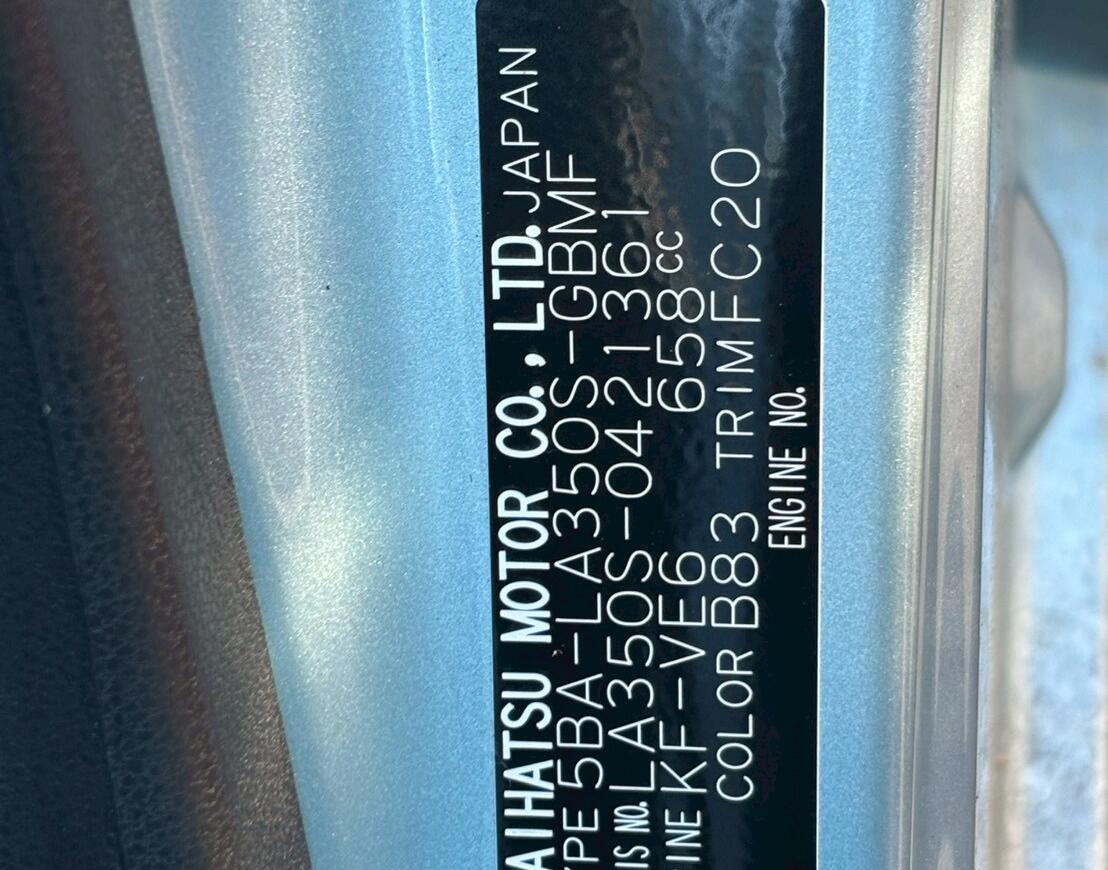 AIHATSU MOTOR CO., LTD. JAPAN
YPE 5BA-LA350S-GBMF
IS NO. LA350S-0421361
INE KF-VE6 658cc
COLOR B83 TRIM FC20
ENGINE NO.